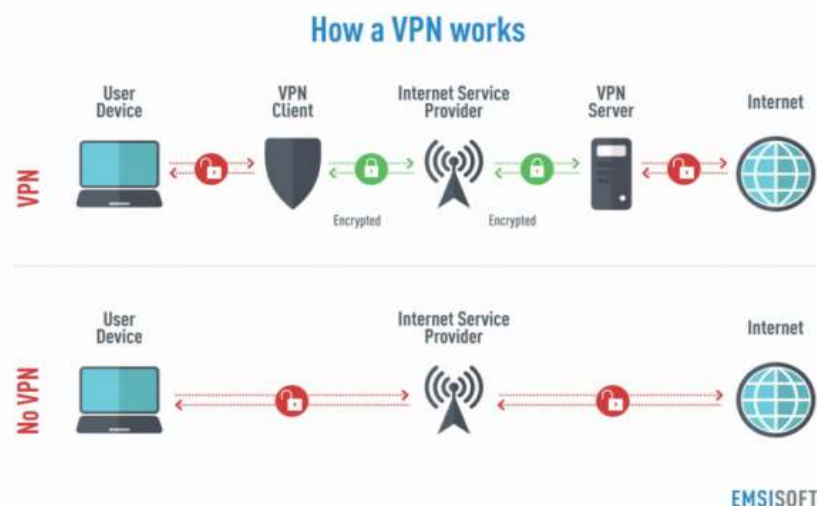 How a VPN works
User
Device
VPN
Client
Internet Service
Provider
VPN
Server
Internet
VPN
Encrypted
Encrypted
User
Device
Internet Service
Provider
Internet
No VPN
EMSISOFT